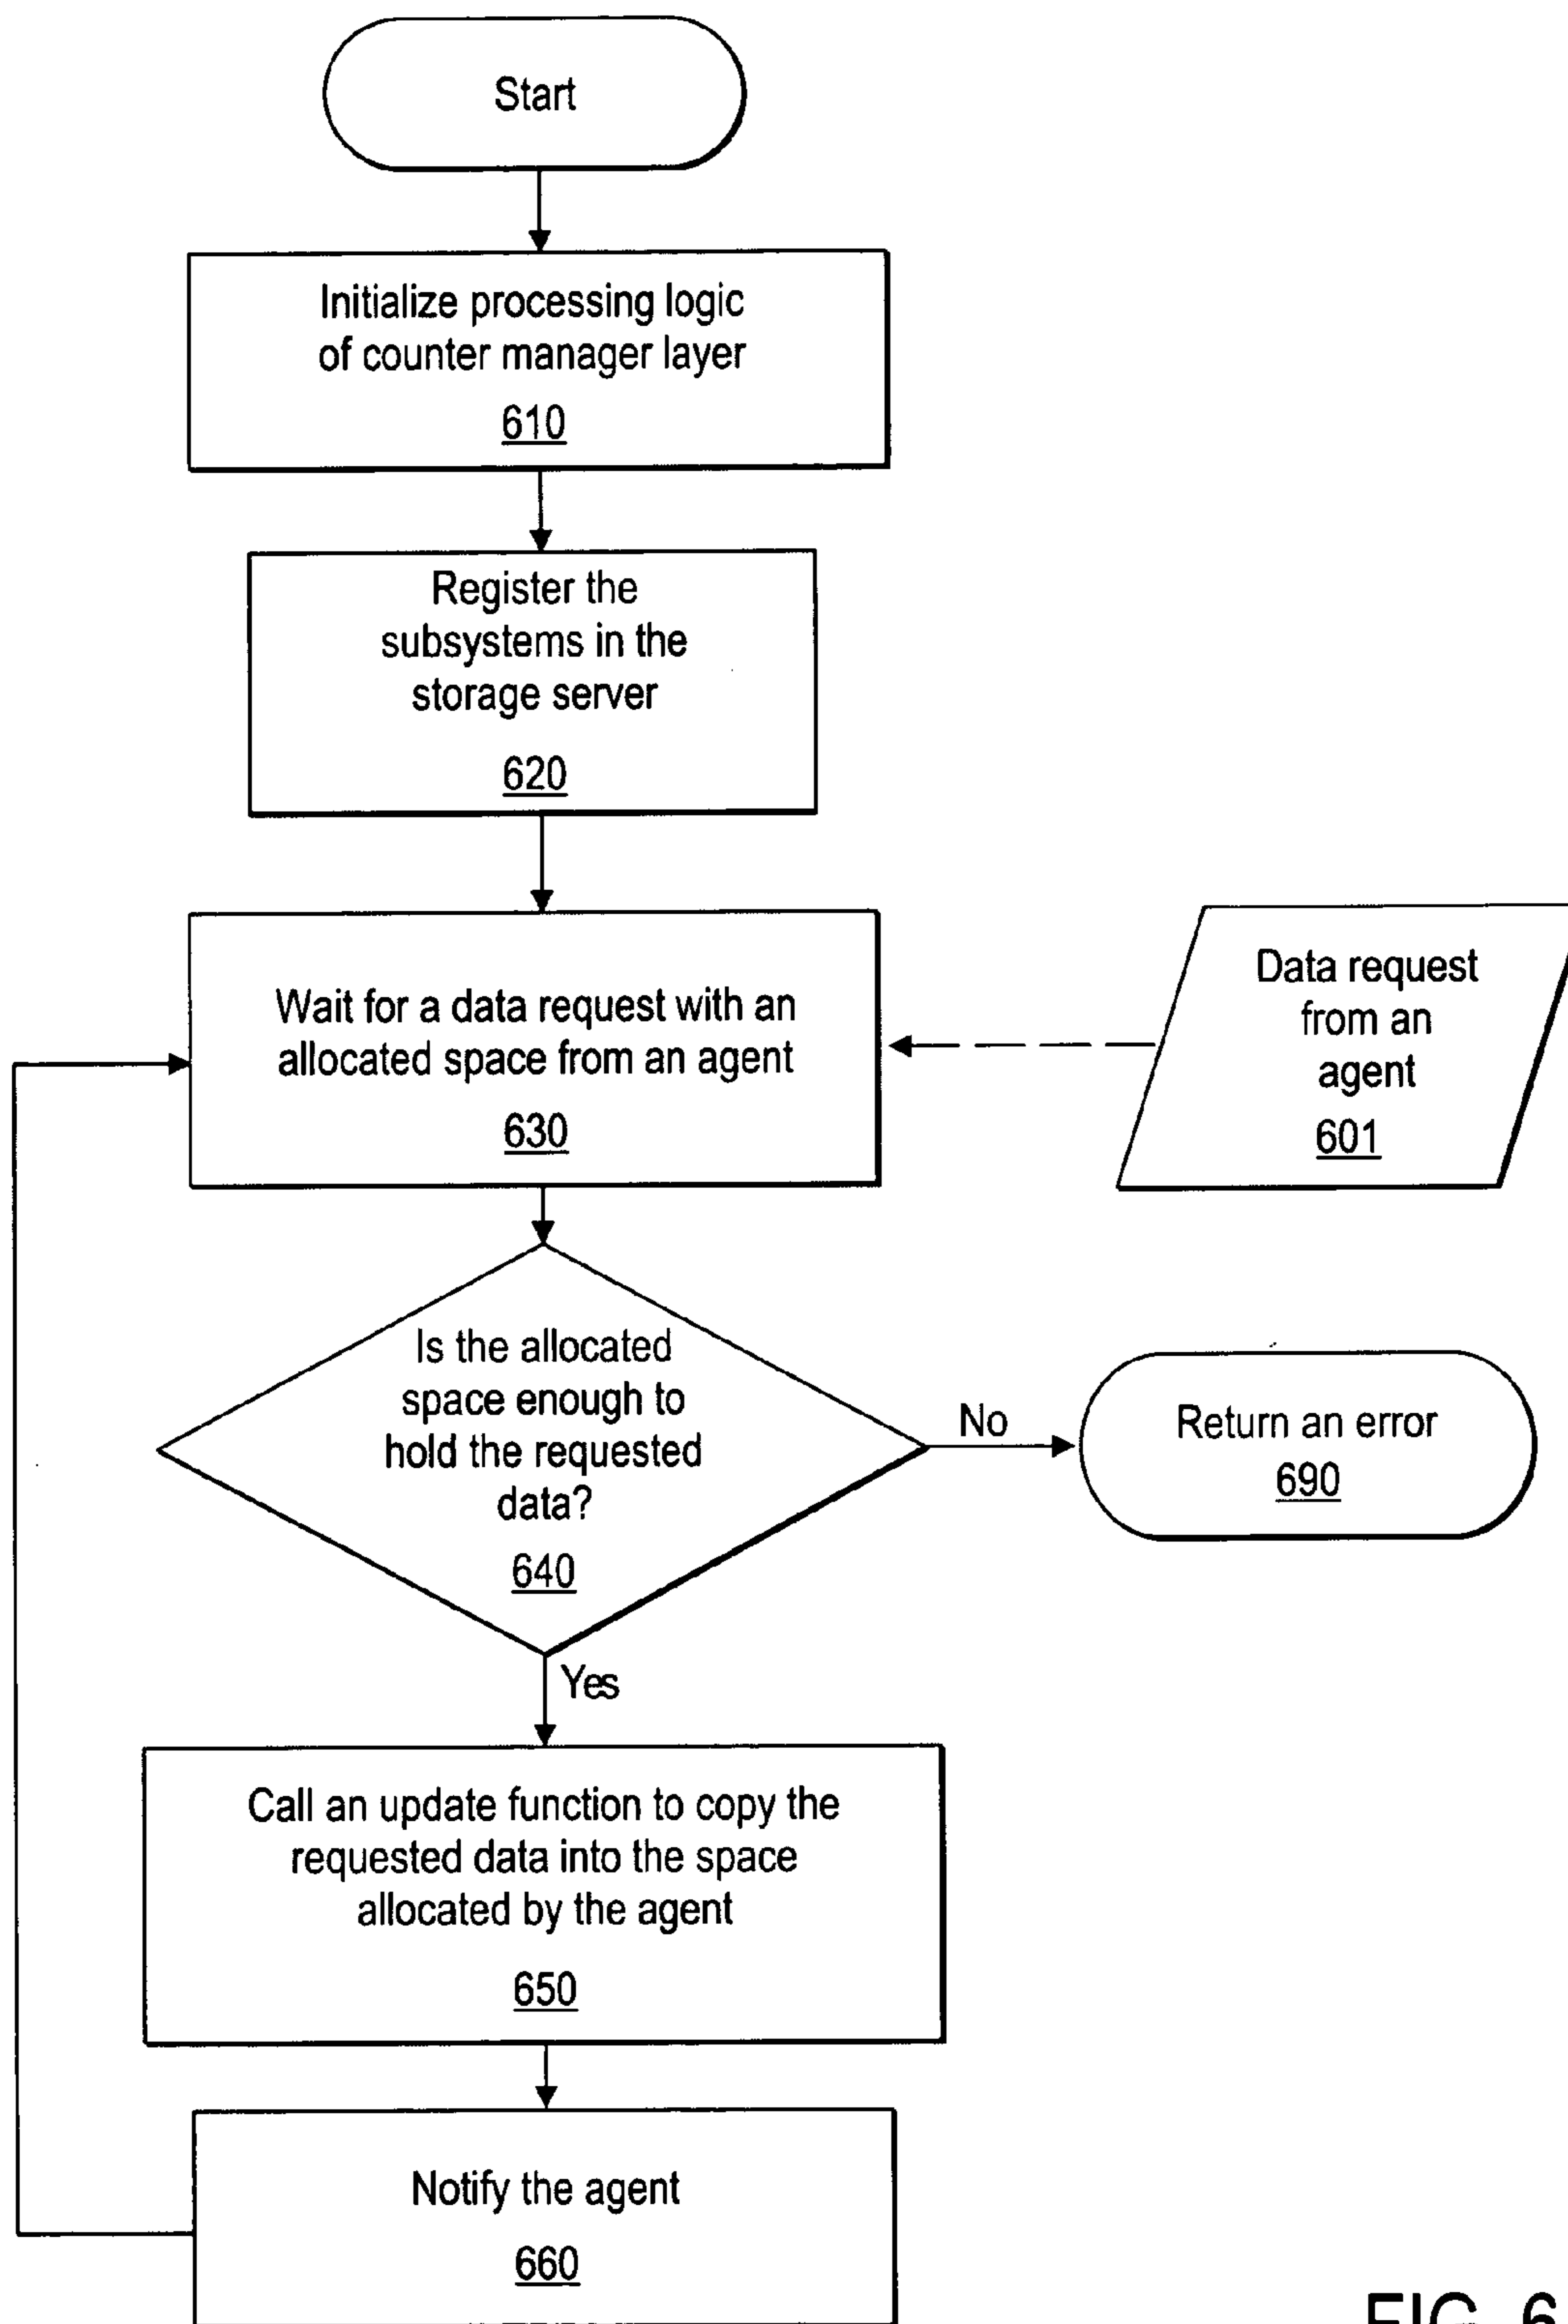 Start
Initialize processing logic
of counter manager layer
610
Register the
subsystems in the
storage server
620
Wait for a data request with an
allocated space from an agent
630
Data request
from an
agent
601
Is the allocated
space enough to
hold the requested
data?
640
No
Return an error
690
Yes
Call an update function to copy the
requested data into the space
allocated by the agent
650
Notify the agent
660
FIG. 6